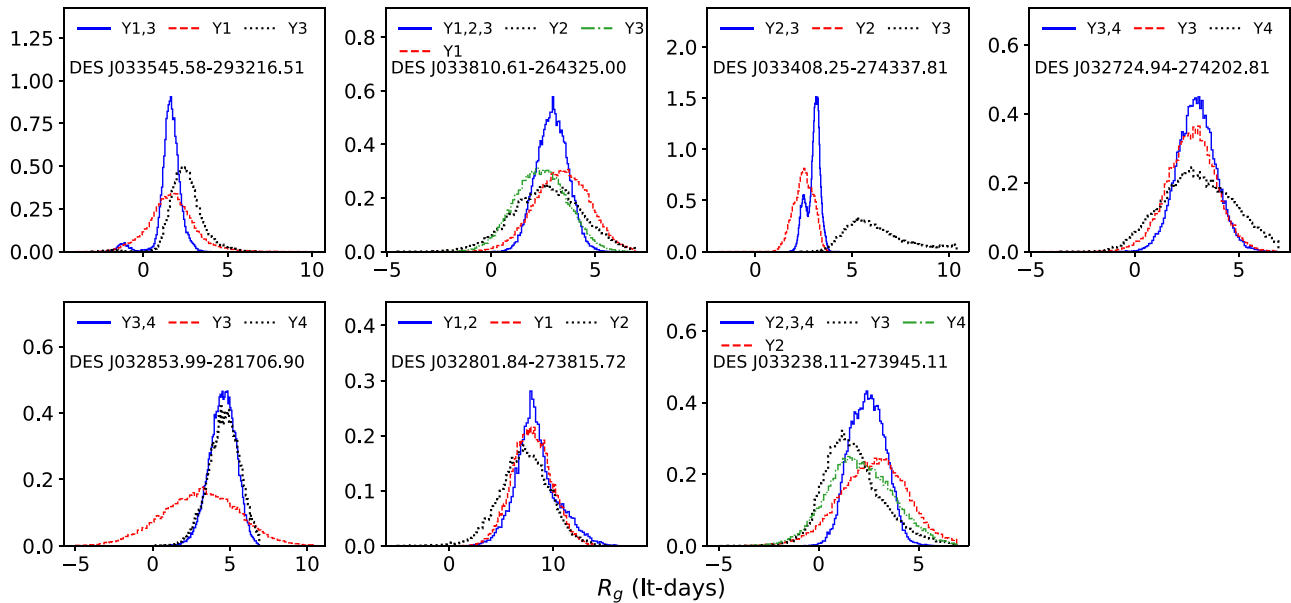 Y1,3 Y1 Y3
DES J033545.58-293216.51
1.25
1.00
0.75
0.50
0.25
0.00
0 5 10
Y1,2,3 Y2 Y3
Y1
DES J033810.61-264325.00
0.8
0.6
0.4
0.2
0.0
−5 0 5
Y2,3 Y2 Y3
DES J033408.25-274337.81
2.0
1.5
1.0
0.5
0.0
0 5 10
Y3,4 Y3 Y4
DES J032724.94-274202.81
0.6
0.4
0.2
0.0
−5 0 5
Y3,4 Y3 Y4
DES J032853.99-281706.90
0.6
0.4
0.2
0.0
−5 0 5 10
Y1,2 Y1 Y2
DES J032801.84-273815.72
0.4
0.3
0.2
0.1
0.0
0 10
Y2,3,4 Y3 Y4
Y2
DES J033238.11-273945.11
0.6
0.4
0.2
0.0
−5 0 5
R_g (lt-days)